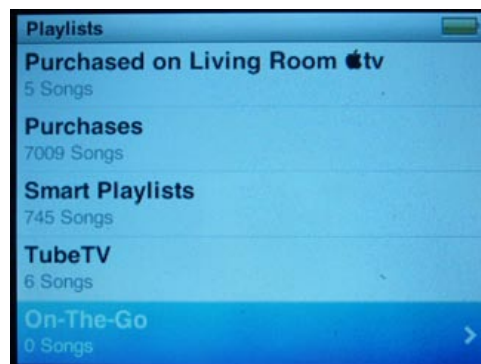 Playlists
Purchased on Living Room tv
5 Songs
Purchases
7009 Songs
Smart Playlists
745 Songs
TubeTV
6 Songs
On-The-Go
0 Songs